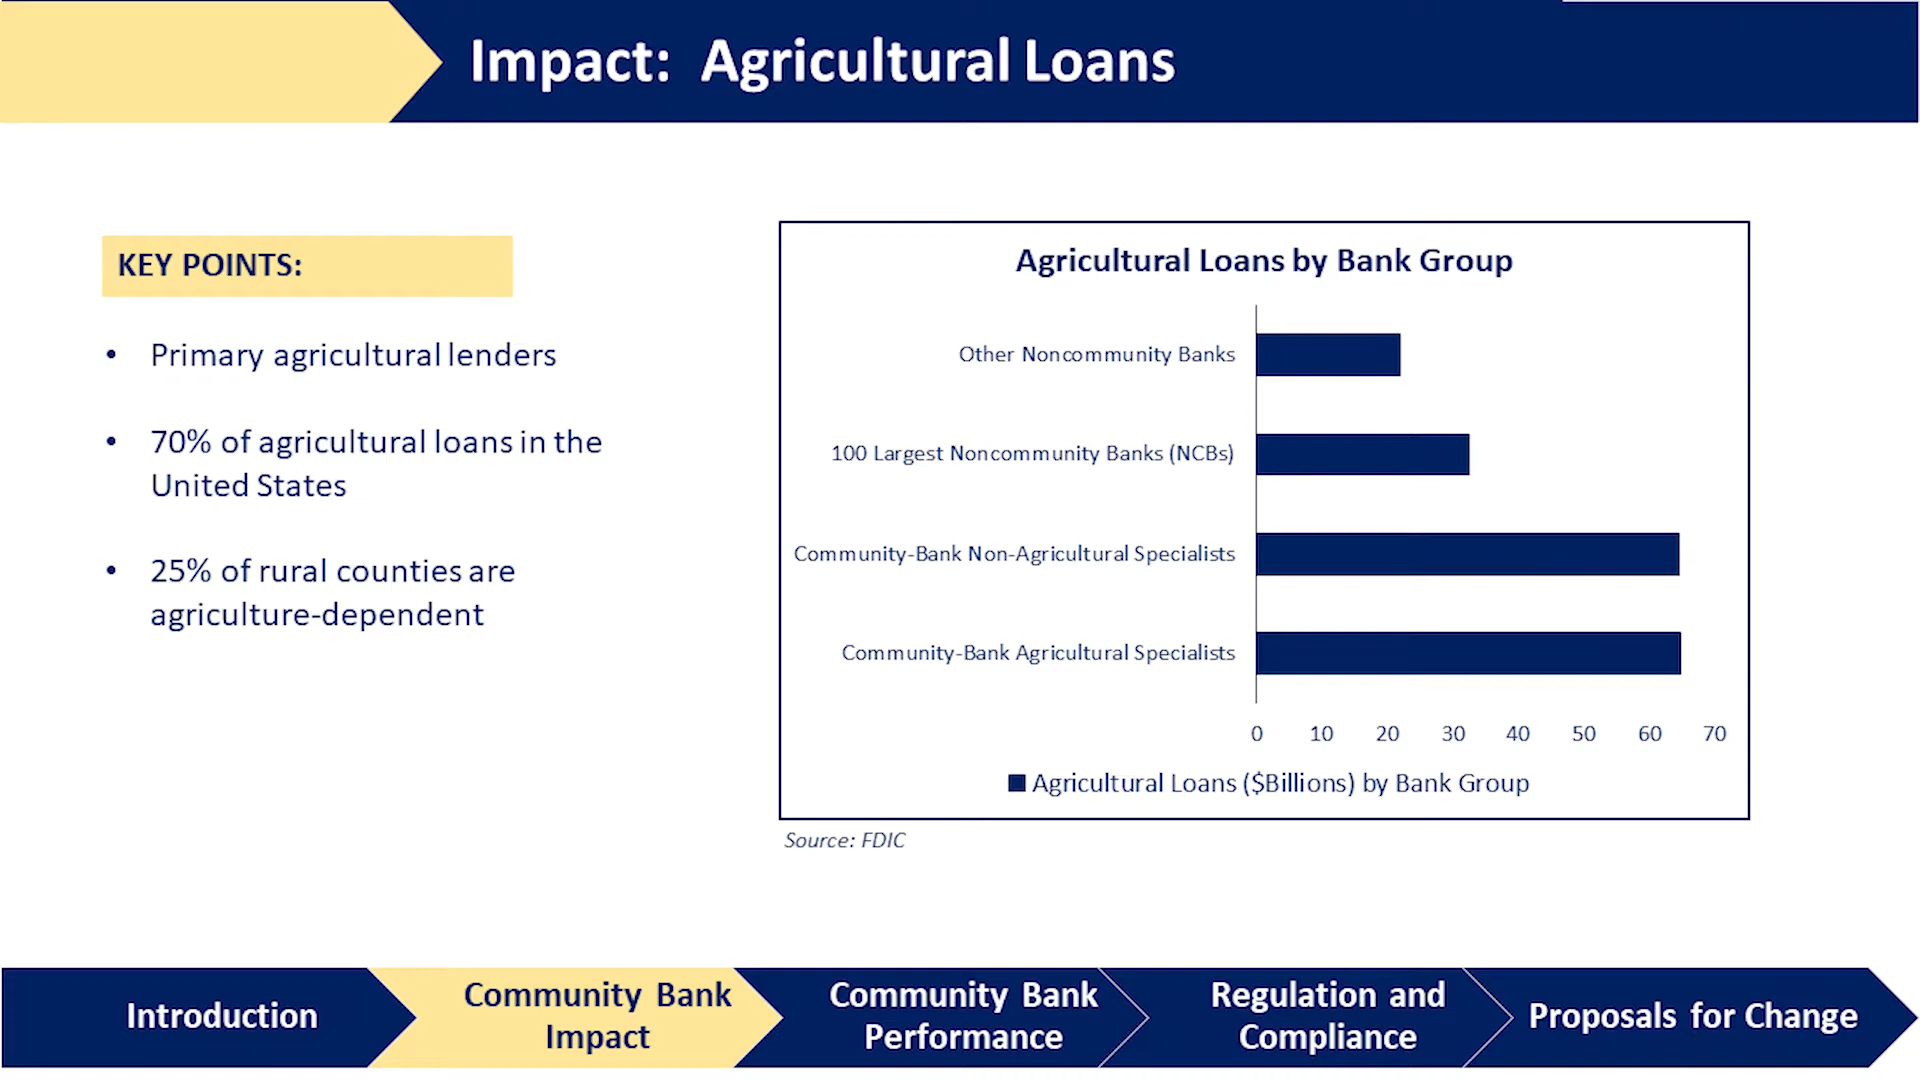 Impact: Agricultural Loans
KEY POINTS:
• Primary agricultural lenders
• 70% of agricultural loans in the
United States
• 25% of rural counties are
agriculture-dependent
Agricultural Loans by Bank Group
Other Noncommunity Banks
100 Largest Noncommunity Banks (NCBs)
Community-Bank Non-Agricultural Specialists
Community-Bank Agricultural Specialists
0 10 20 30 40 50 60 70
Agricultural Loans ($Billions) by Bank Group
Source: FDIC
Introduction
Community Bank
Impact
Community Bank
Performance
Regulation and
Compliance
Proposals for Change